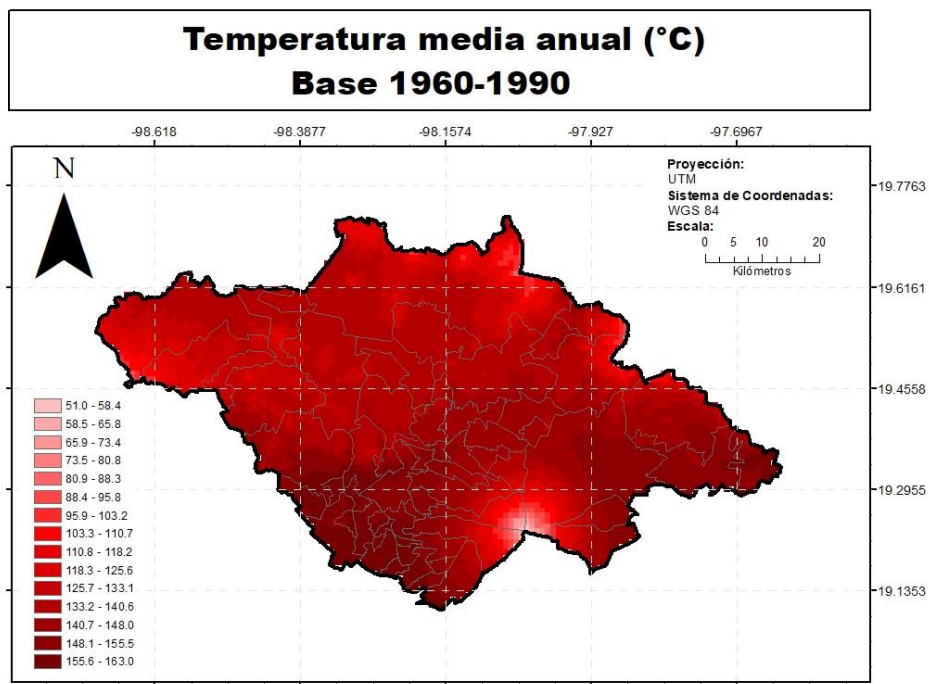 Temperatura media anual (°C)
Base 1960-1990
-98.618
-98.3877
-98.1574
-97.927
-97.6967
N
Proyección:
UTM
Sistema de Coordenadas:
WGS 84
Escala:
0 5 10 20
Kilómetros
19.7763
19.6161
19.4558
19.2955
19.1353
51.0 - 58.4
58.5 - 65.8
65.9 - 73.4
73.5 - 80.8
80.9 - 88.3
88.4 - 95.8
95.9 - 103.2
103.3 - 110.7
110.8 - 118.2
118.3 - 125.6
125.7 - 133.1
133.2 - 140.6
140.7 - 148.0
148.1 - 155.5
155.6 - 163.0